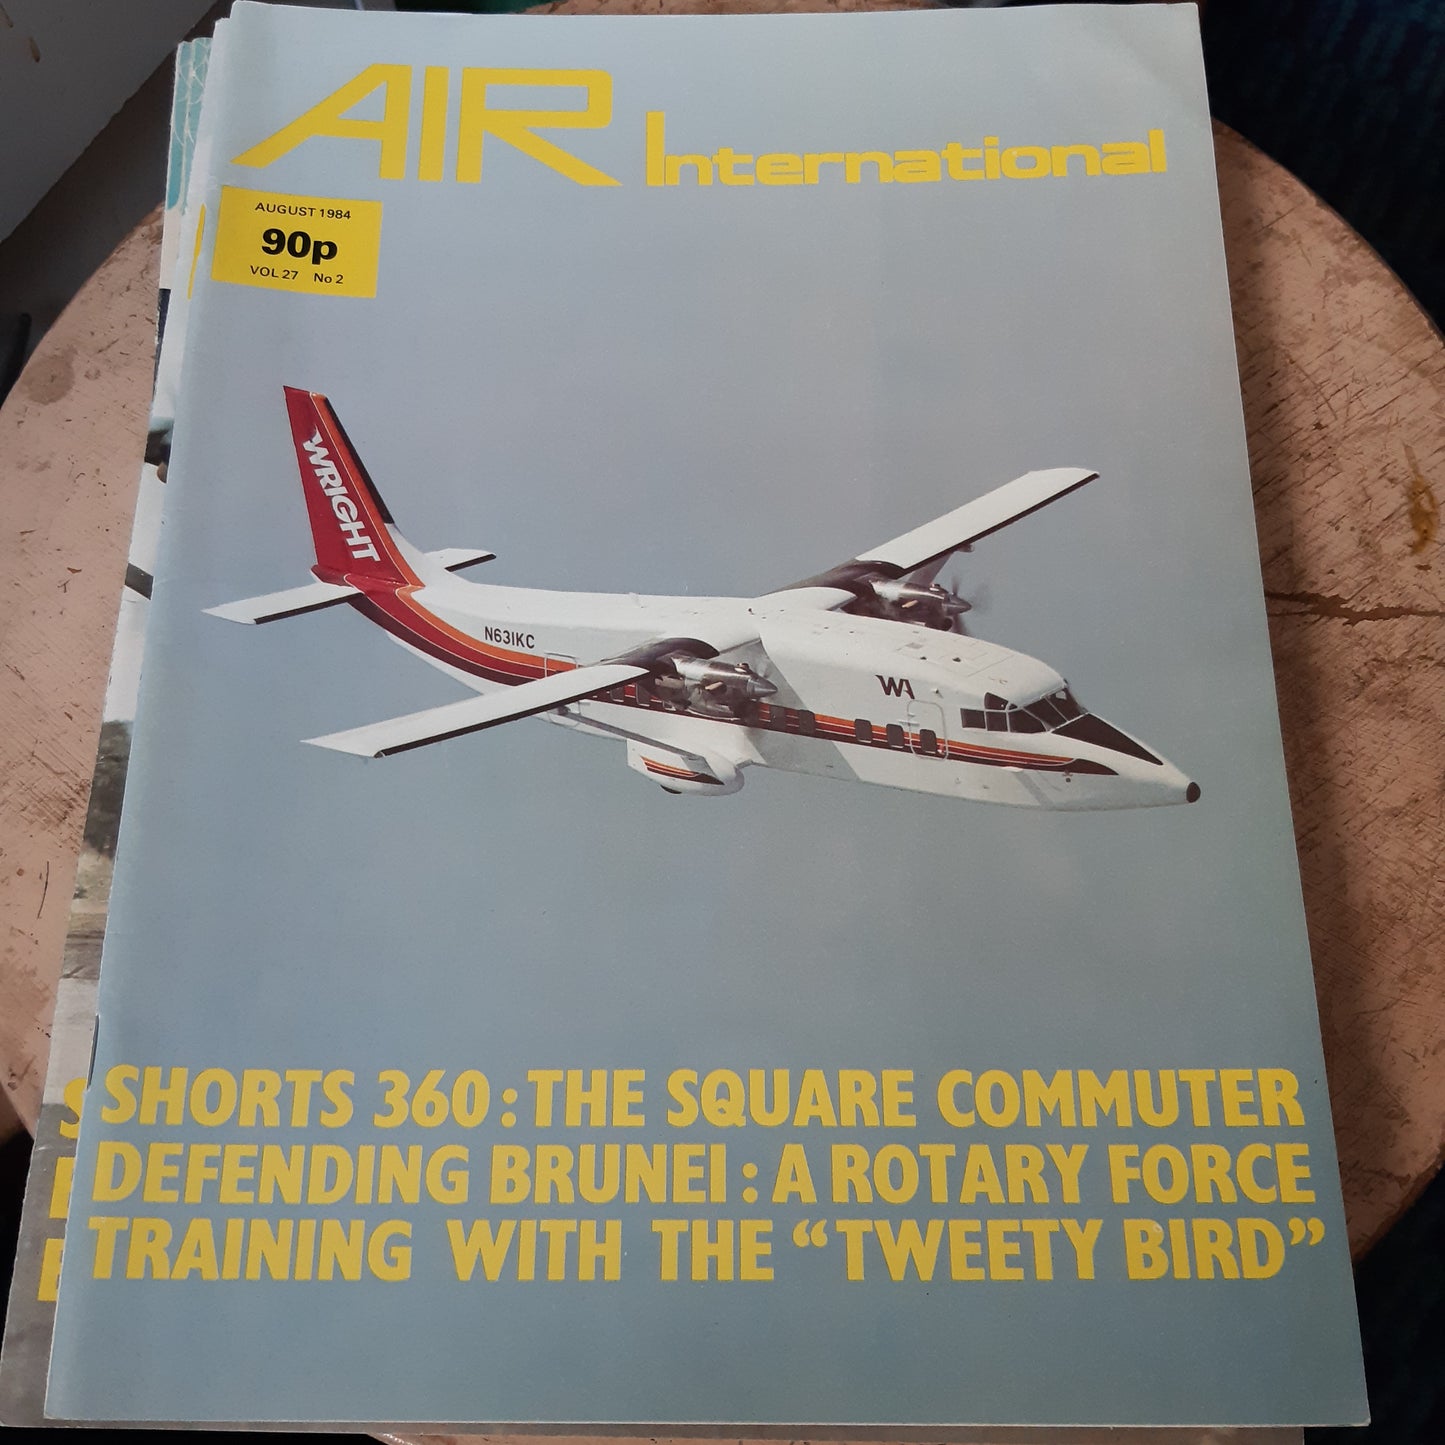 AIR International
AUGUST 1984
90p
VOL 27 No 2
WRIGHT
N631KC
WA
SHORTS 360: THE SQUARE COMMUTER
DEFENDING BRUNEI: A ROTARY FORCE
TRAINING WITH THE “TWEETY BIRD”